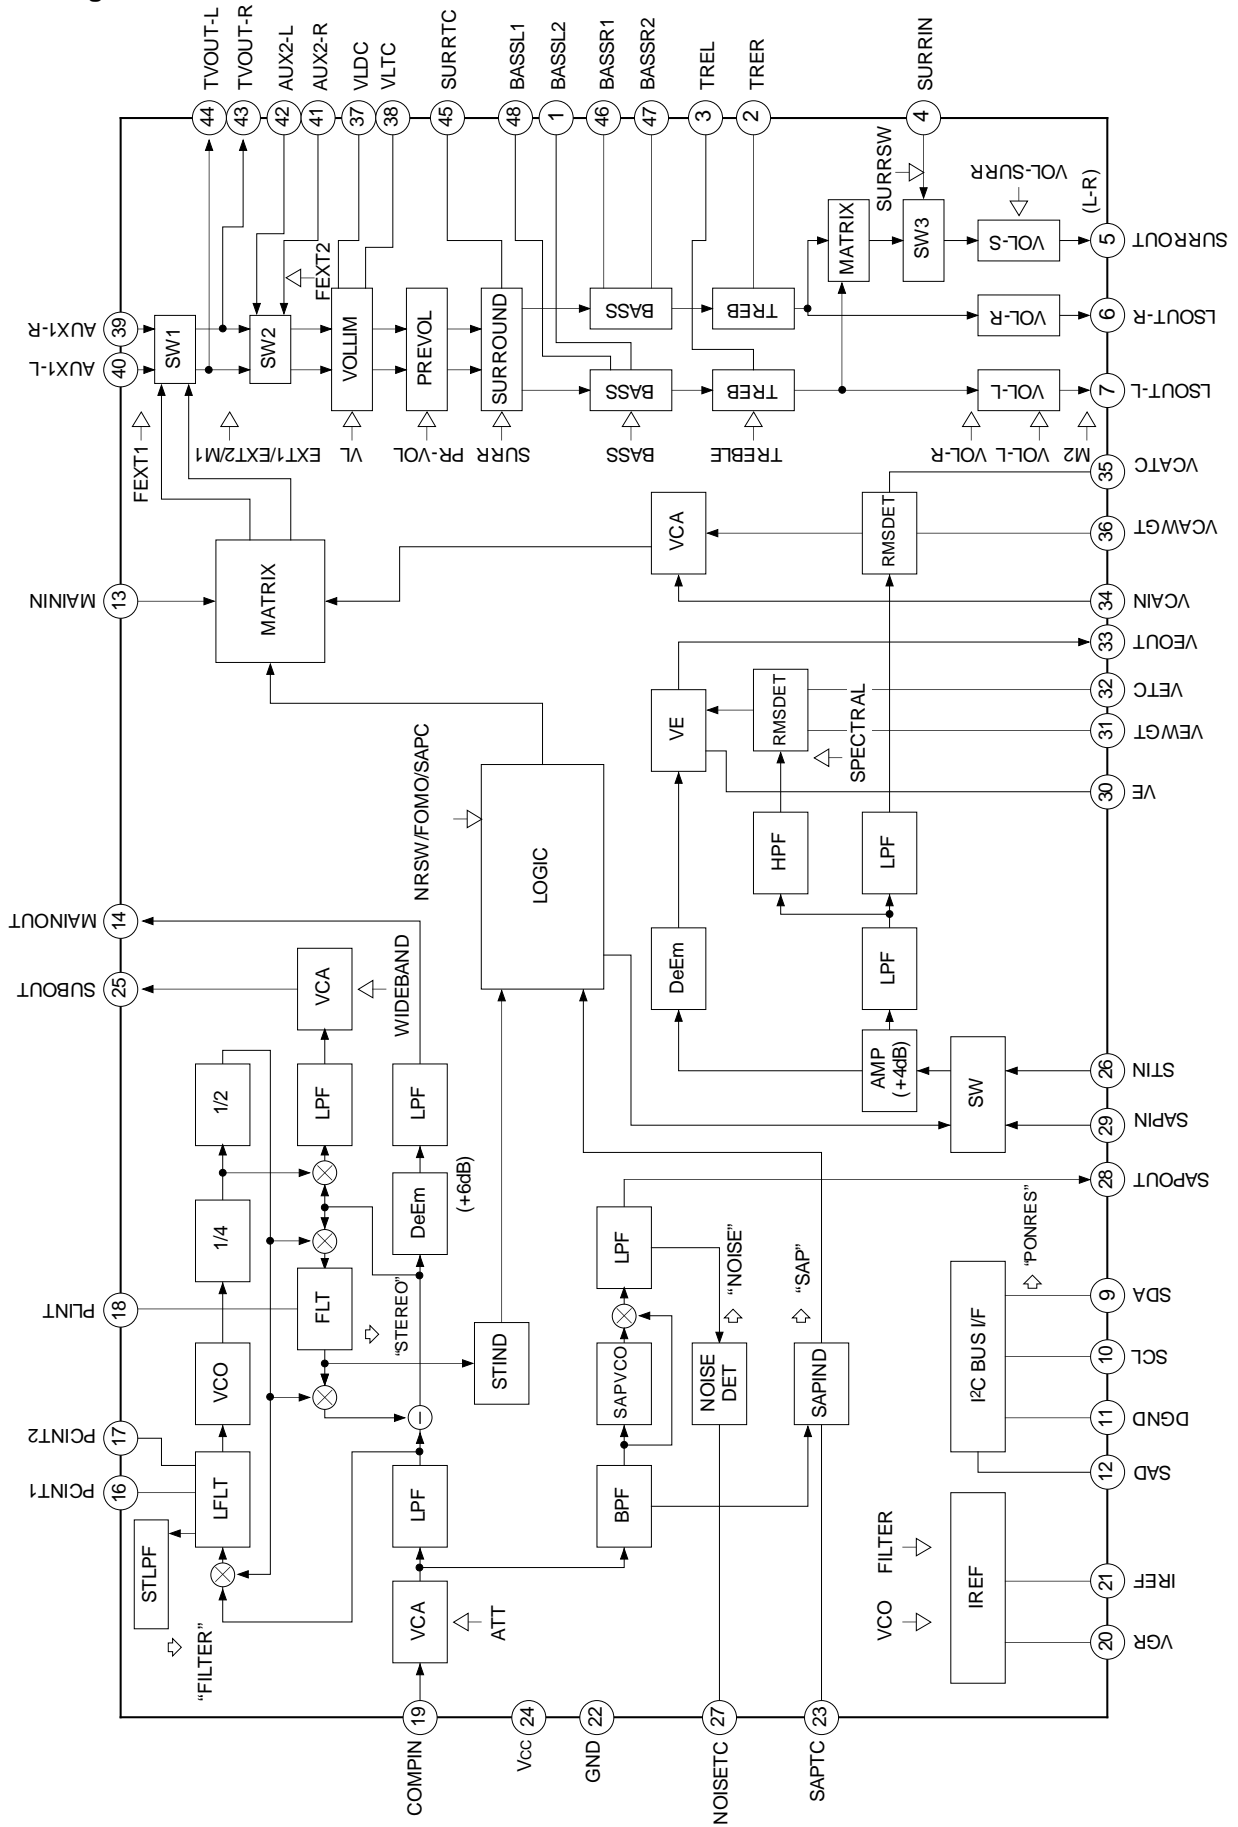 TVOUT-L
TVOUT-R
AUX2-L
AUX2-R
VLDC
VLTC
SURRTC
BASSL1
BASSL2
BASSR1
BASSR2
TREL
TRER
SURRIN
44
43
42
41
37
38
45
48
1
46
47
3
2
4
AUX1-R
39
AUX1-L
40
SW1
SW2
FEXT2
VOLLIM
PREVOL
SURROUND
BASS
BASS
TREB
TREB
MATRIX
SURRSW
SW3
VOL-SURR
VOL-S
VOL-R
VOL-L
(L-R)
5
SURROUT
6
LSOUT-R
7
LSOUT-L
FEXT1
EXT1/EXT2/M1
VL
PR-VOL
SURR
BASS
TREBLE
VOL-R
VOL-L
M2
MAININ
13
MATRIX
VCA
RMSDET
35
VCATC
36
VCAWGT
34
VCAIN
33
VEOUT
32
VETC
31
VEWGT
30
VE
VE
RMSDET
SPECTRAL
HPF
LPF
NRSW/FOMO/SAPC
LOGIC
DeEm
LPF
AMP
(+4dB)
SW
26
STIN
29
SAPIN
28
SAPOUT
MAINOUT
14
SUBOUT
25
VCA
WIDEBAND
1/2
LPF
LPF
1/4
DeEm
(+6dB)
PLINT
18
FLT
"STEREO"
STIND
LPF
"NOISE"
"SAP"
"PONRES"
VCO
SAPVCO
NOISE
DET
SAPIND
I2C BUS I/F
9
SDA
10
SCL
11
DGND
12
SAD
PCINT2
17
PCINT1
16
LFLT
STLPF
"FILTER"
LPF
BPF
VCA
ATT
VCO
FILTER
IREF
21
IREF
20
VGR
COMPIN
19
VCC
24
GND
22
NOISETC
27
SAPTC
23